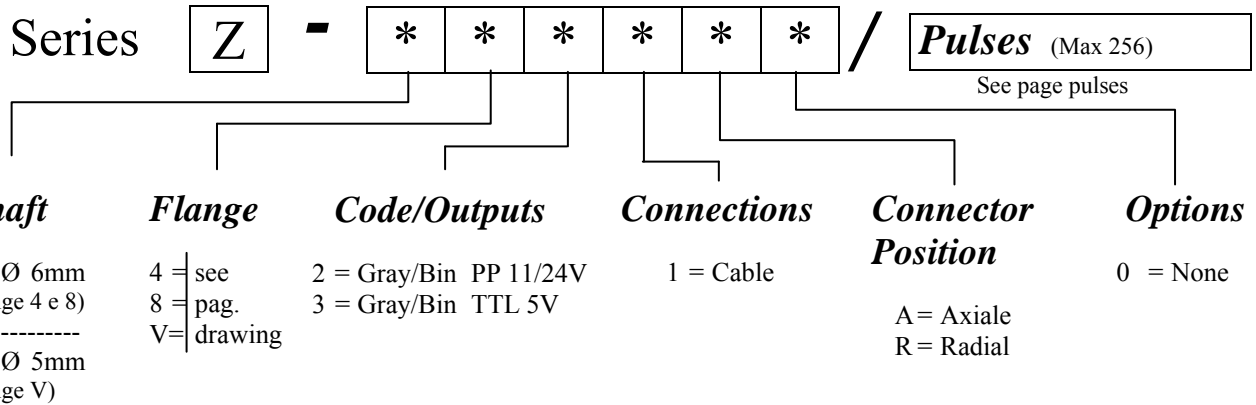 Series Z - * * * * * * / Pulses (Max 256)
See page pulses
Flange
4 = see
8 = pag.
V= drawing
Code/Outputs
2 = Gray/Bin PP 11/24V
3 = Gray/Bin TTL 5V
Connections
1 = Cable
Connector
Position
A = Axiale
R = Radial
Options
0 = None
Ø 6mm
4 e 8)
---------
Ø 5mm
V)